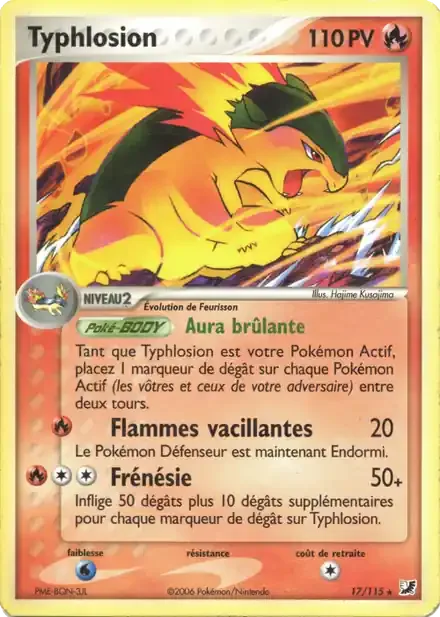 Typhlosion 110 PV
Illus. Hajime Kusajima
NIVEAU2
Évolution de Feurisson
Poké-BODY Aura brûlante
Tant que Typhlosion est votre Pokémon Actif,
placez 1 marqueur de dégât sur chaque Pokémon
Actif (les vôtres et ceux de votre adversaire) entre
deux tours.
Flammes vacillantes 20
Le Pokémon Défenseur est maintenant Endormi.
Frénésie 50+
Inflige 50 dégâts plus 10 dégâts supplémentaires
pour chaque marqueur de dégât sur Typhlosion.
faiblesse résistance coût de retraite
PME-BQN-3JL ©2006 Pokémon/Nintendo 17/115 ★